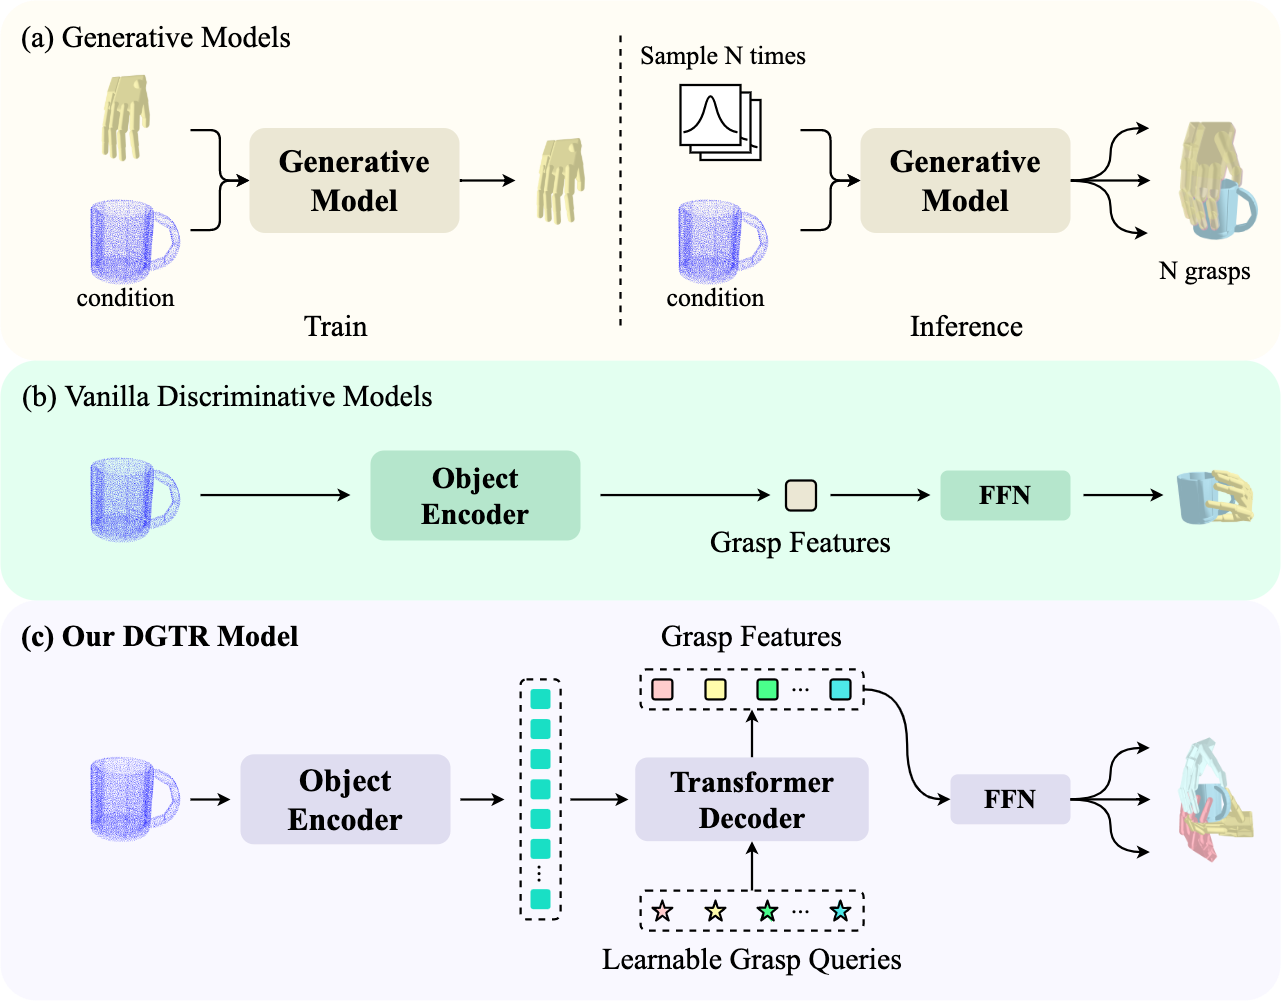 (a) Generative Models
Sample N times
Generative
Model
Generative
Model
condition
condition
N grasps
Train
Inference
(b) Vanilla Discriminative Models
Object
Encoder
FFN
Grasp Features
(c) Our DGTR Model
Grasp Features
...
Object
Encoder
Transformer
Decoder
FFN
...
...
Learnable Grasp Queries